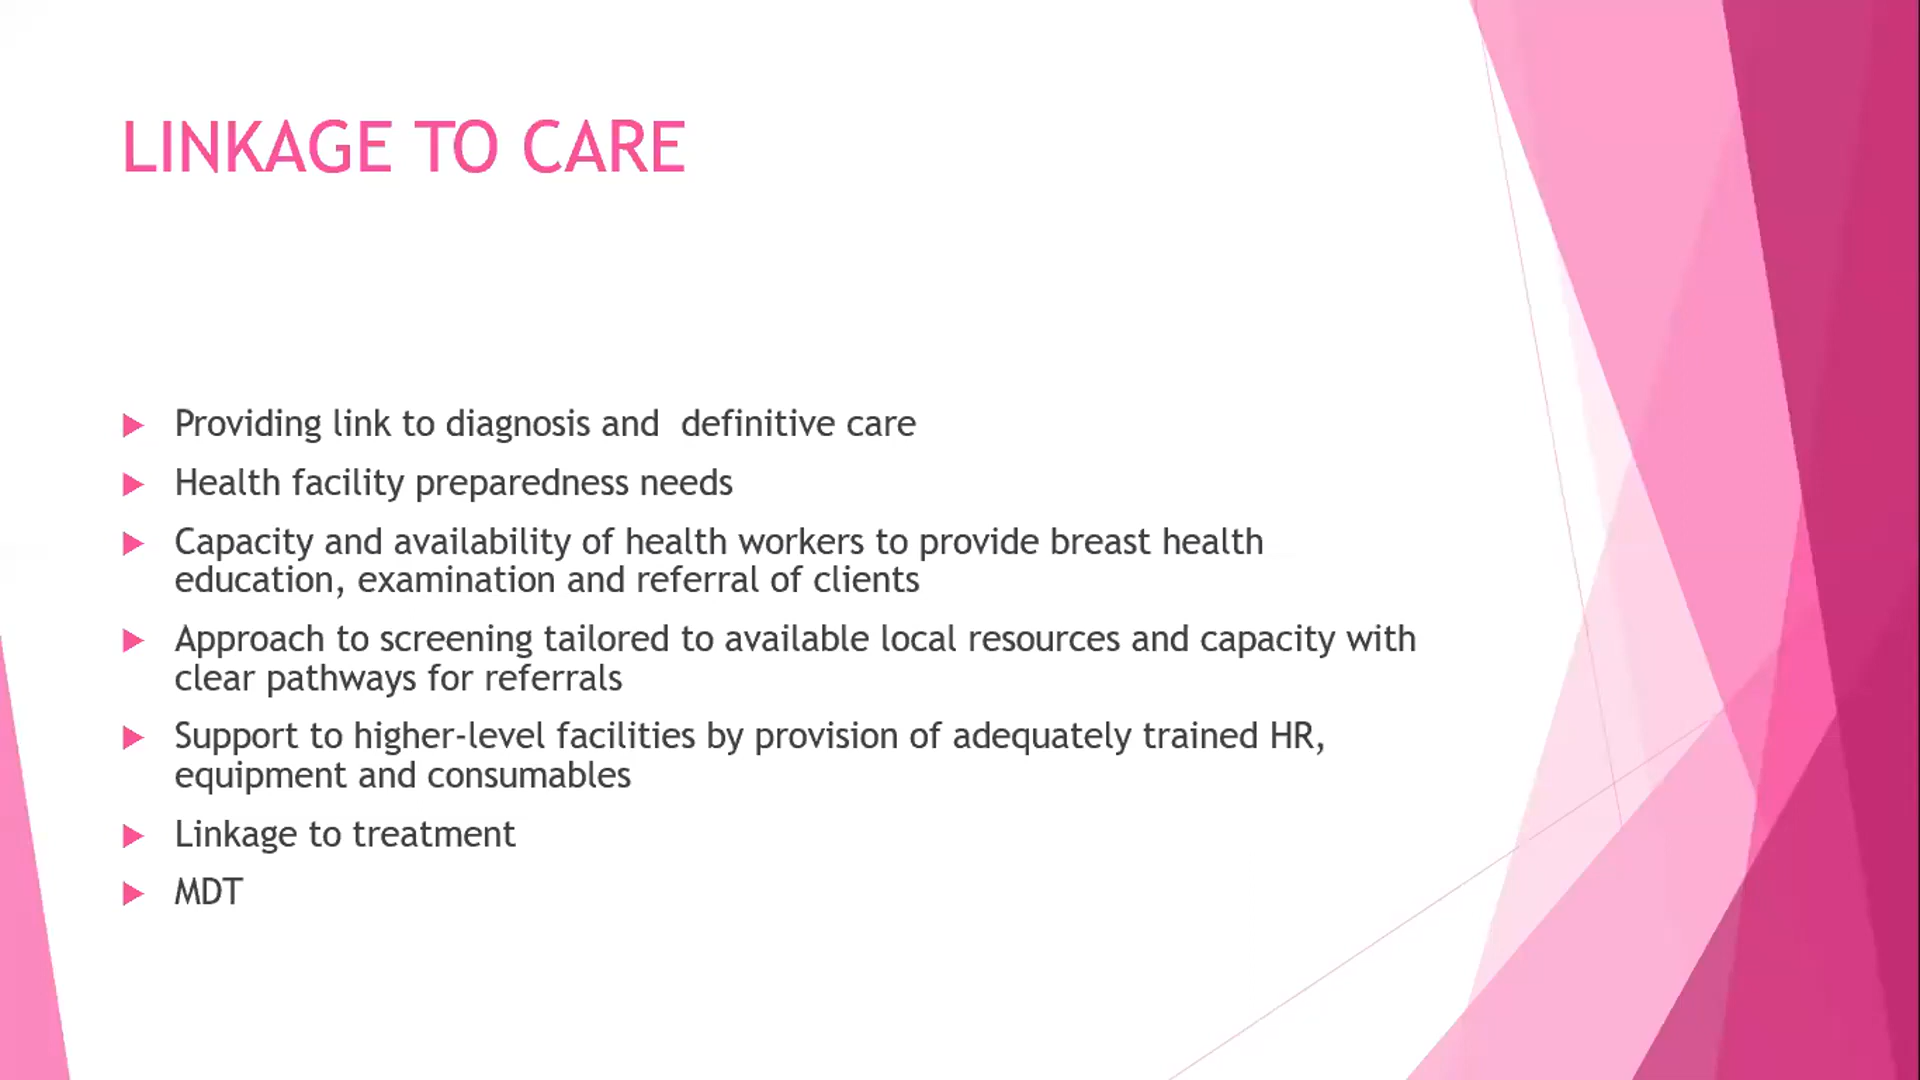 LINKAGE TO CARE
Providing link to diagnosis and  definitive care
Health facility preparedness needs
Capacity and availability of health workers to provide breast health
education, examination and referral of clients
Approach to screening tailored to available local resources and capacity with
clear pathways for referrals
Support to higher-level facilities by provision of adequately trained HR,
equipment and consumables
Linkage to treatment
MDT